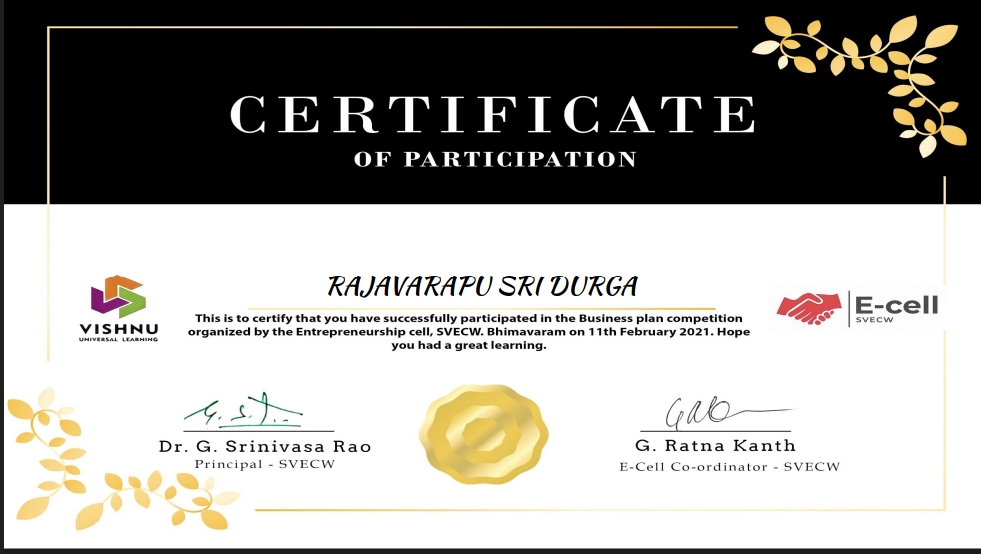 CERTIFICATE
OF PARTICIPATION
RAJAVARAPU SRI DURGA
VISHNU
UNIVERSAL LEARNING
This is to certify that you have successfully participated in the Business plan competition
organized by the Entrepreneurship cell, SVECW. Bhimavaram on 11th February 2021. Hope
you had a great learning.
E-cell
SVECW
Dr. G. Srinivasa Rao
Principal - SVECW
G. Ratna Kanth
E-Cell Co-ordinator - SVECW